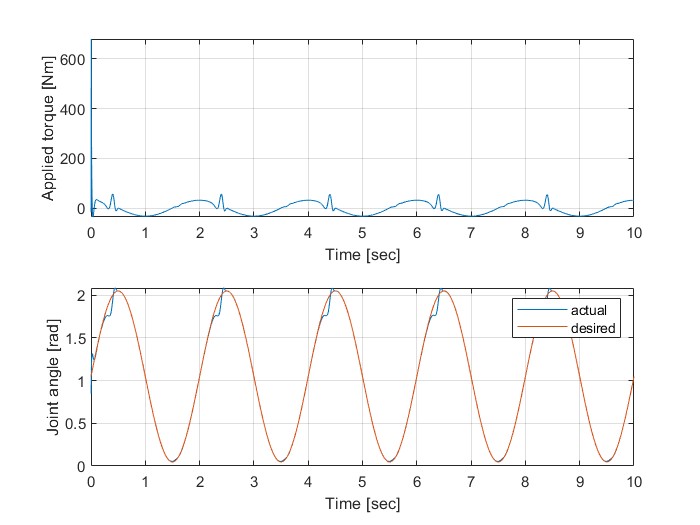 Applied torque [Nm]
600
400
200
0
0 1 2 3 4 5 6 7 8 9 10
Time [sec]
Joint angle [rad]
2
1.5
1
0.5
0
actual
desired
0 1 2 3 4 5 6 7 8 9 10
Time [sec]